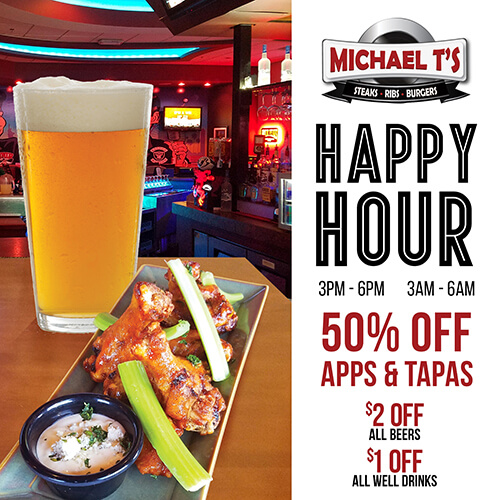 MICHAEL T'S
STEAKS • RIBS • BURGERS
HAPPY
HOUR
3PM - 6PM 3AM - 6AM
50% OFF
APPS & TAPAS
$2 OFF
ALL BEERS
$1 OFF
ALL WELL DRINKS